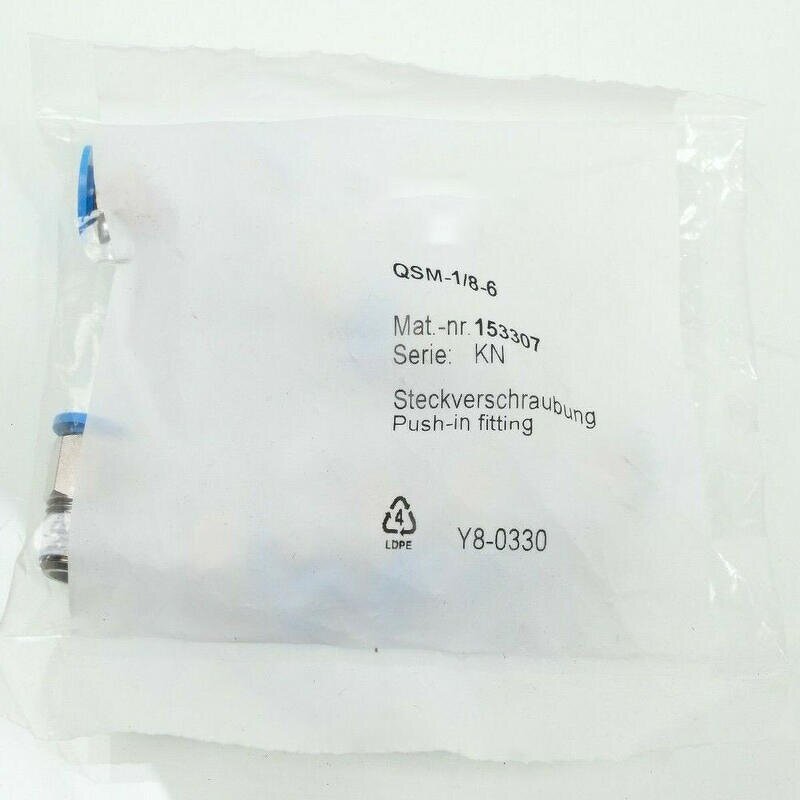 QSM-1/8-6
Mat.-nr. 153307
Serie: KN
Steckverschraubung
Push-in fitting
4
LDPE
Y8-0330